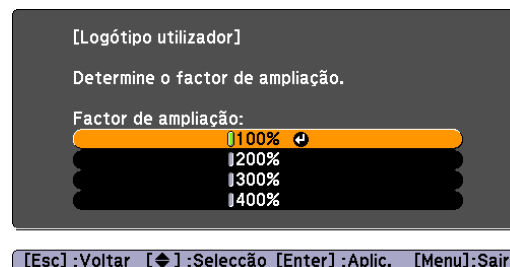 [Logótipo utilizador]
Determine o factor de ampliação.
Factor de ampliação:
100%
200%
300%
400%
[Esc] :Voltar [◆] :Selecção [Enter] :Aplic. [Menu]:Sair